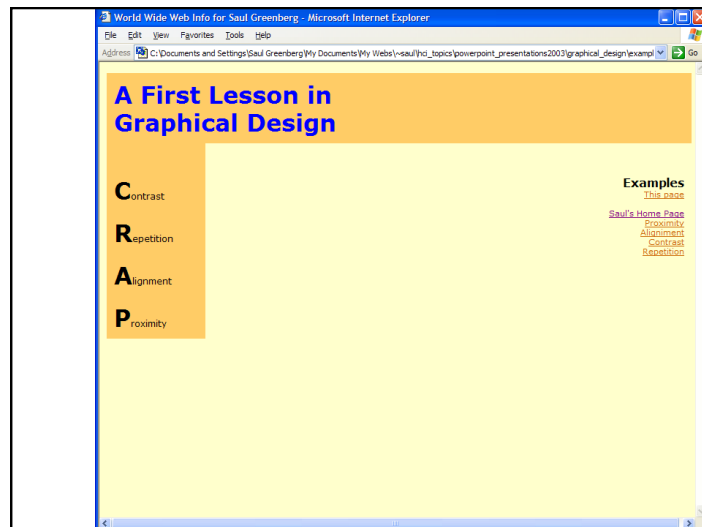 World Wide Web Info for Saul Greenberg - Microsoft Internet Explorer
File Edit View Favorites Tools Help
Address C:\Documents and Settings\Saul Greenberg\My Documents\My Webs\~saul\hci_topics\powerpoint_presentations2003\graphical_design\exampl Go
A First Lesson in
Graphical Design
Contrast
Repetition
Alignment
Proximity
Examples
This page
Saul's Home Page
Proximity
Aligniment
Contrast
Repetition